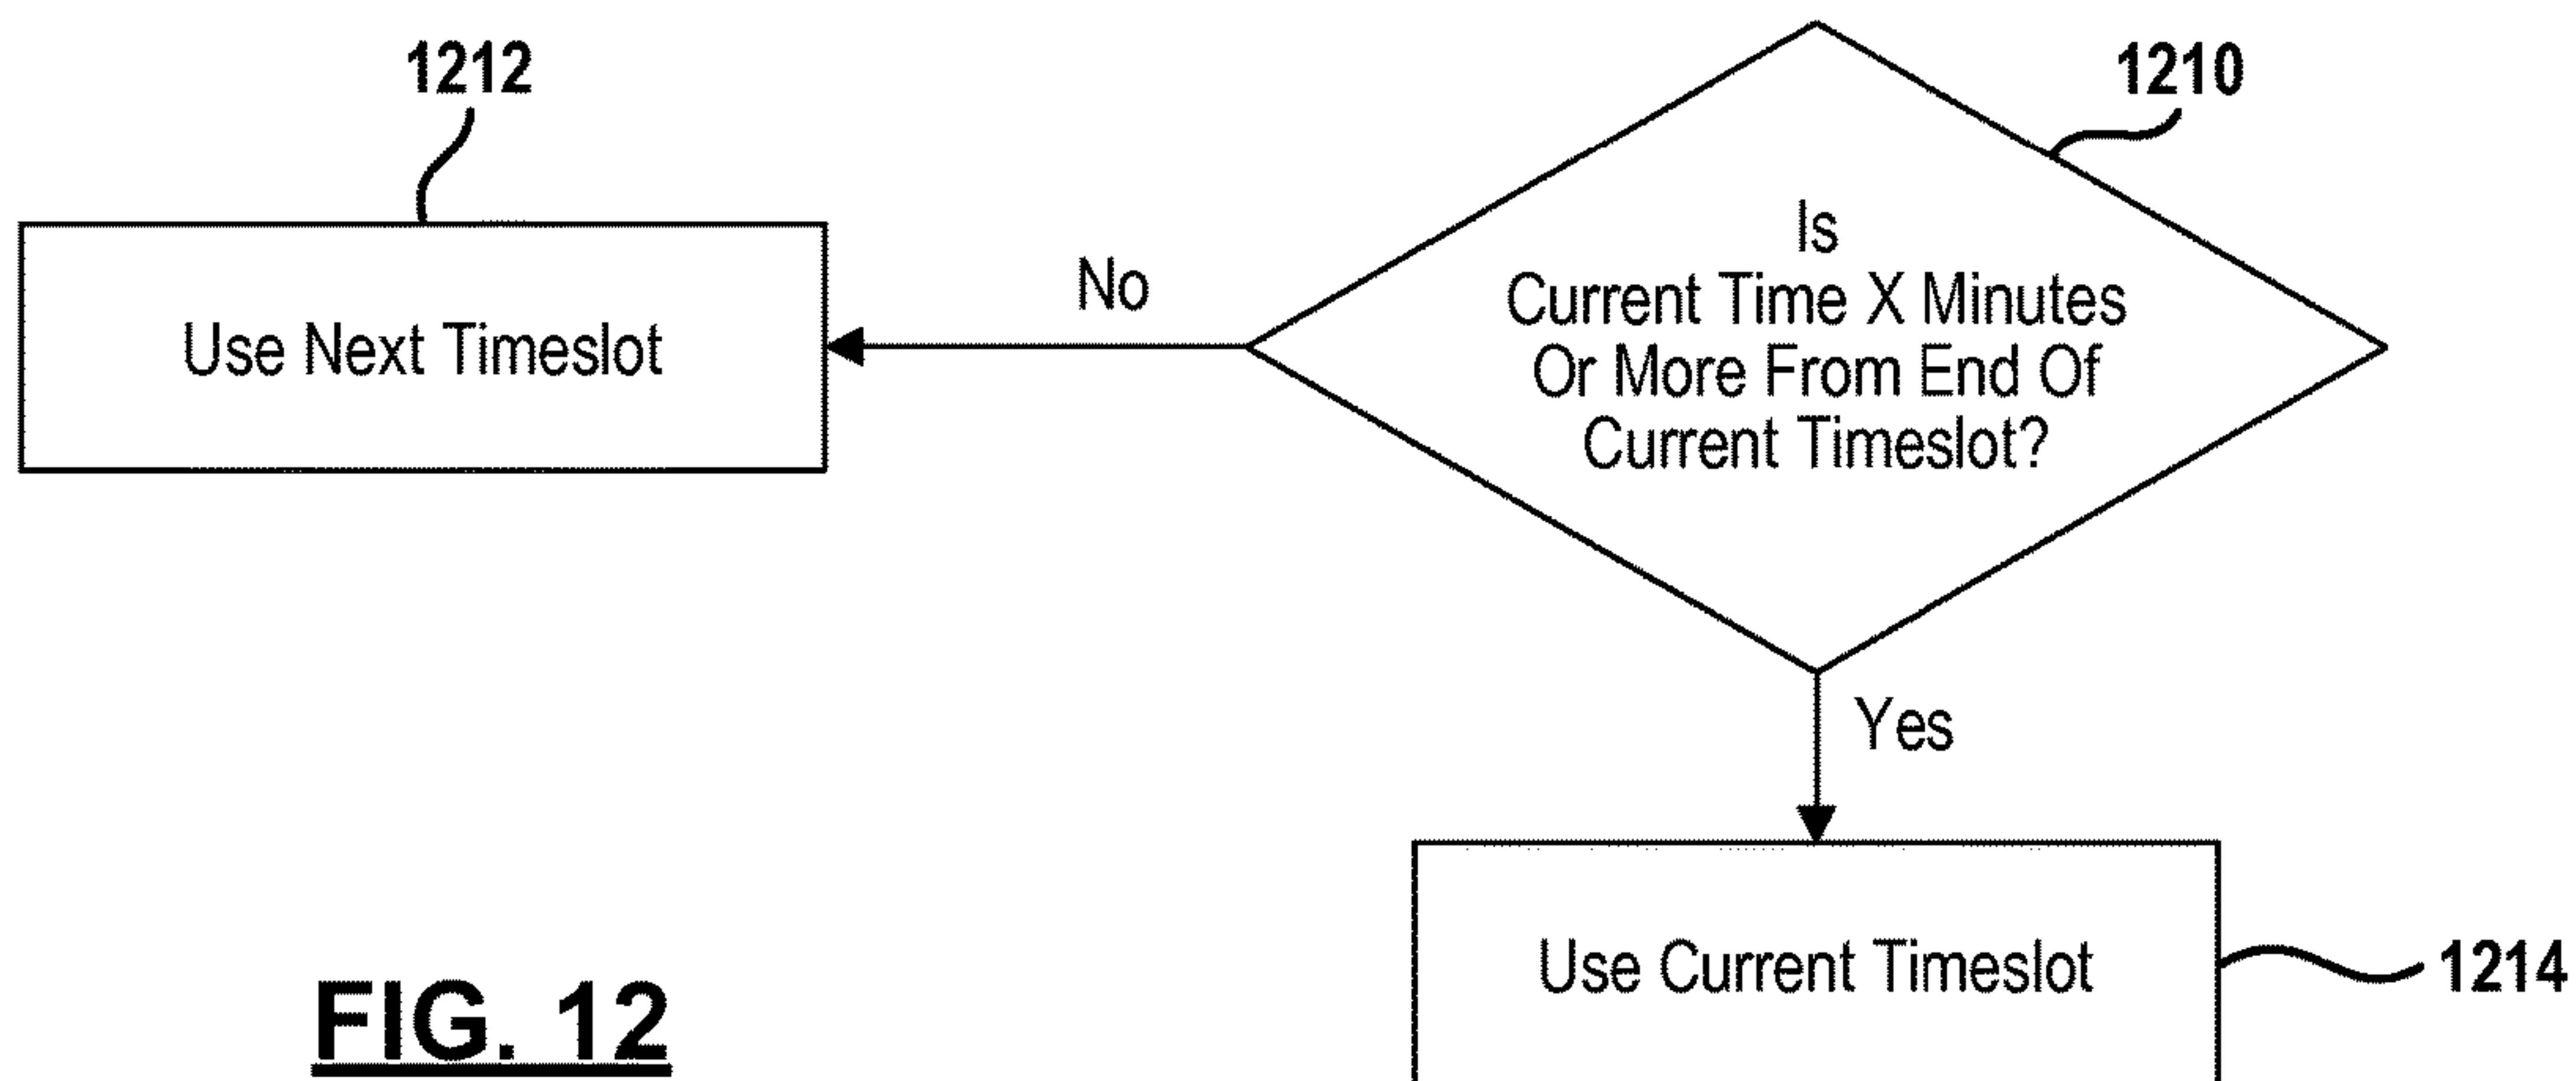 1212
1210
Is
Current Time X Minutes
Or More From End Of
Current Timeslot?
No
Use Next Timeslot
Yes
Use Current Timeslot
1214
FIG. 12